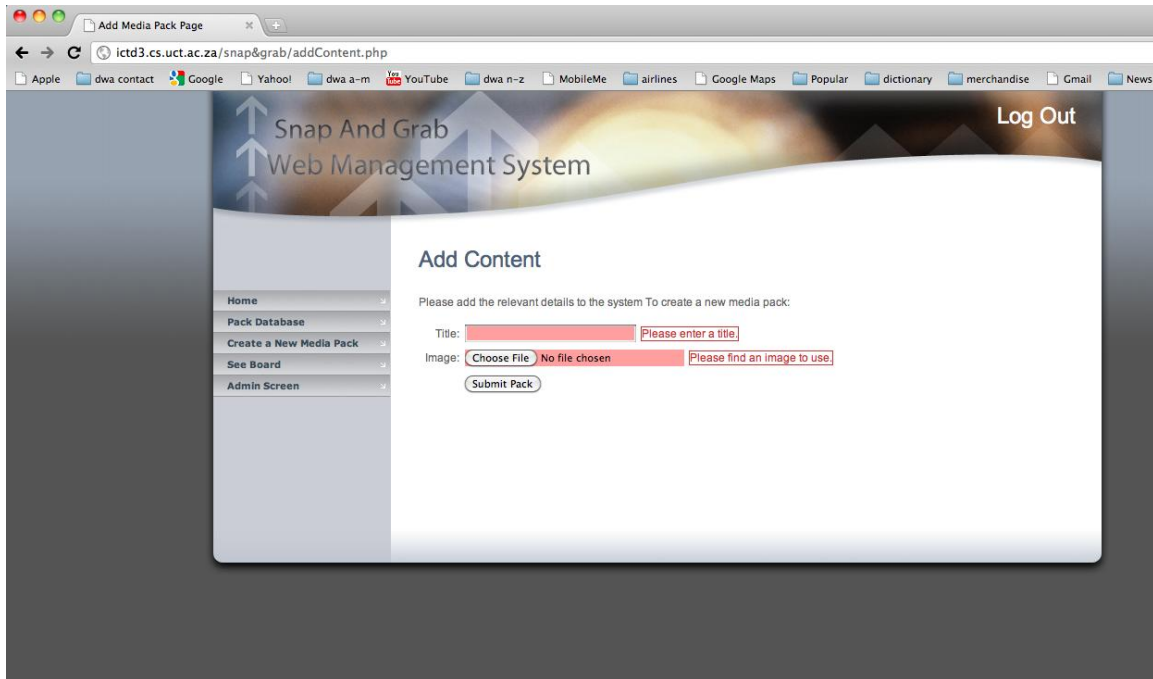 Add Media Pack Page
ictd3.cs.uct.ac.za/snap&grab/addContent.php
Apple dwa contact Google Yahoo! dwa a-m YouTube dwa n-z MobileMe airlines Google Maps Popular dictionary merchandise Gmail News
Snap And Grab
Web Management System
Log Out
Add Content
Home
Pack Database
Create a New Media Pack
See Board
Admin Screen
Please add the relevant details to the system To create a new media pack:
Title: Please enter a title.
Image: Choose File No file chosen Please find an image to use.
Submit Pack